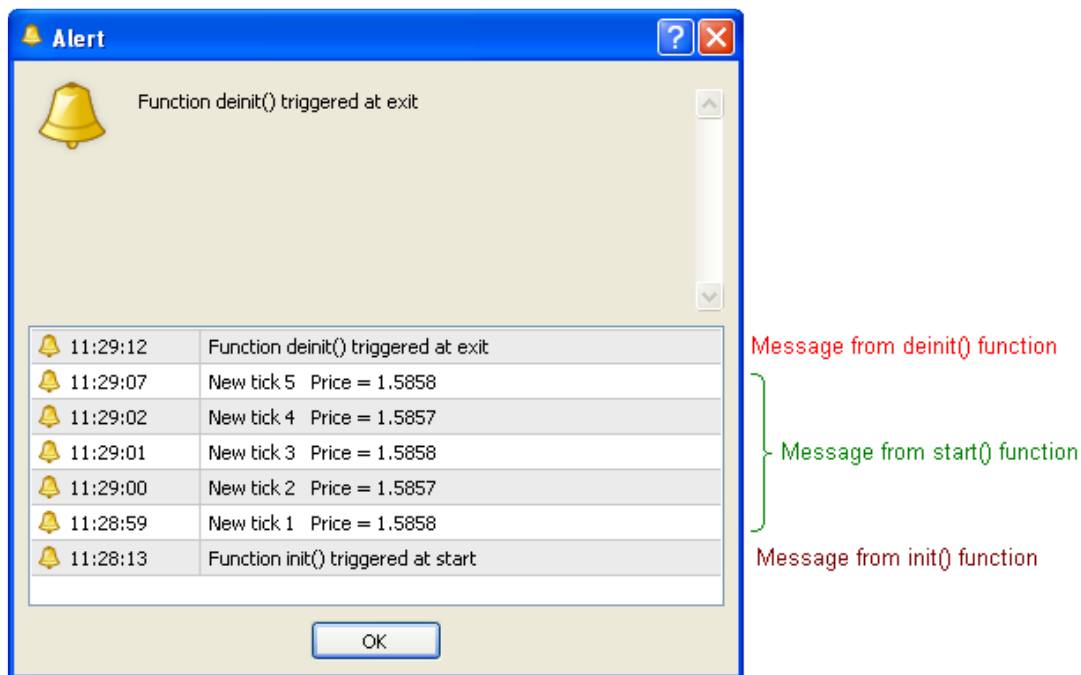 Alert
Function deinit() triggered at exit
11:29:12 Function deinit() triggered at exit Message from deinit() function
11:29:07 New tick 5 Price = 1.5858
11:29:02 New tick 4 Price = 1.5857
11:29:01 New tick 3 Price = 1.5858 Message from start() function
11:29:00 New tick 2 Price = 1.5857
11:28:59 New tick 1 Price = 1.5858
11:28:13 Function init() triggered at start Message from init() function
OK